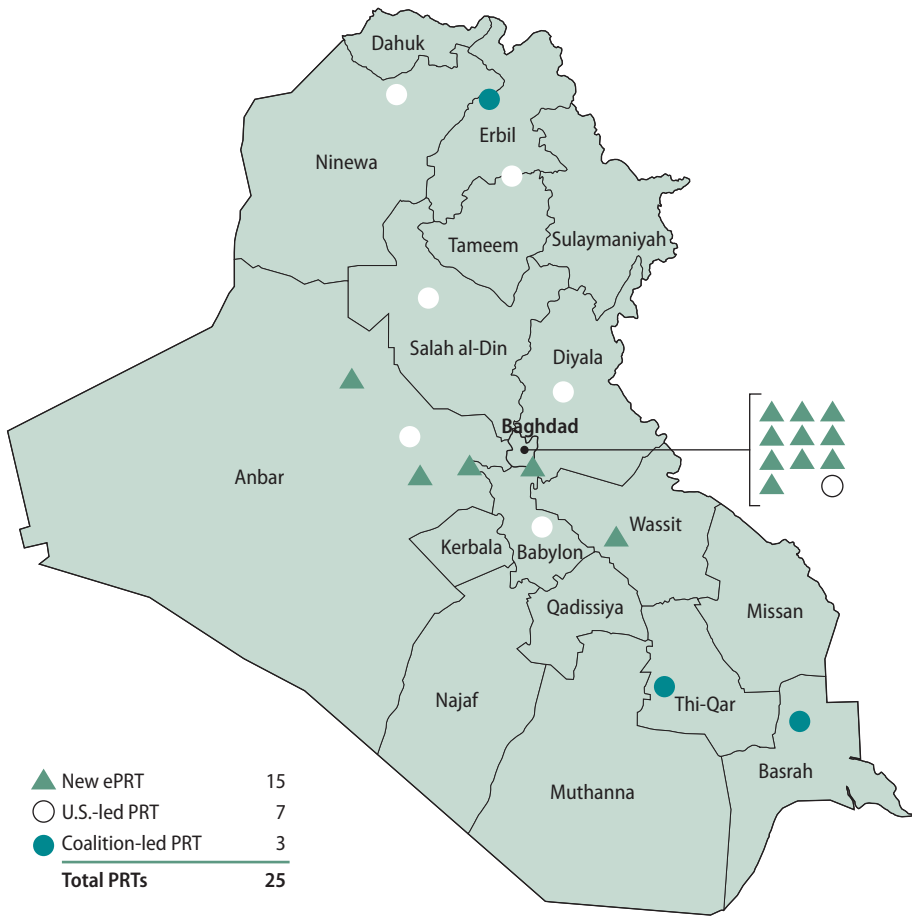 Dahuk
Erbil
Ninewa
Tameem
Sulaymaniyah
Salah al-Din
Diyala
Baghdad
Anbar
Wassit
Kerbala
Babylon
Qadissiya
Missan
Najaf
Thi-Qar
Basrah
Muthanna
New ePRT 15
U.S.-led PRT 7
Coalition-led PRT 3
Total PRTs 25